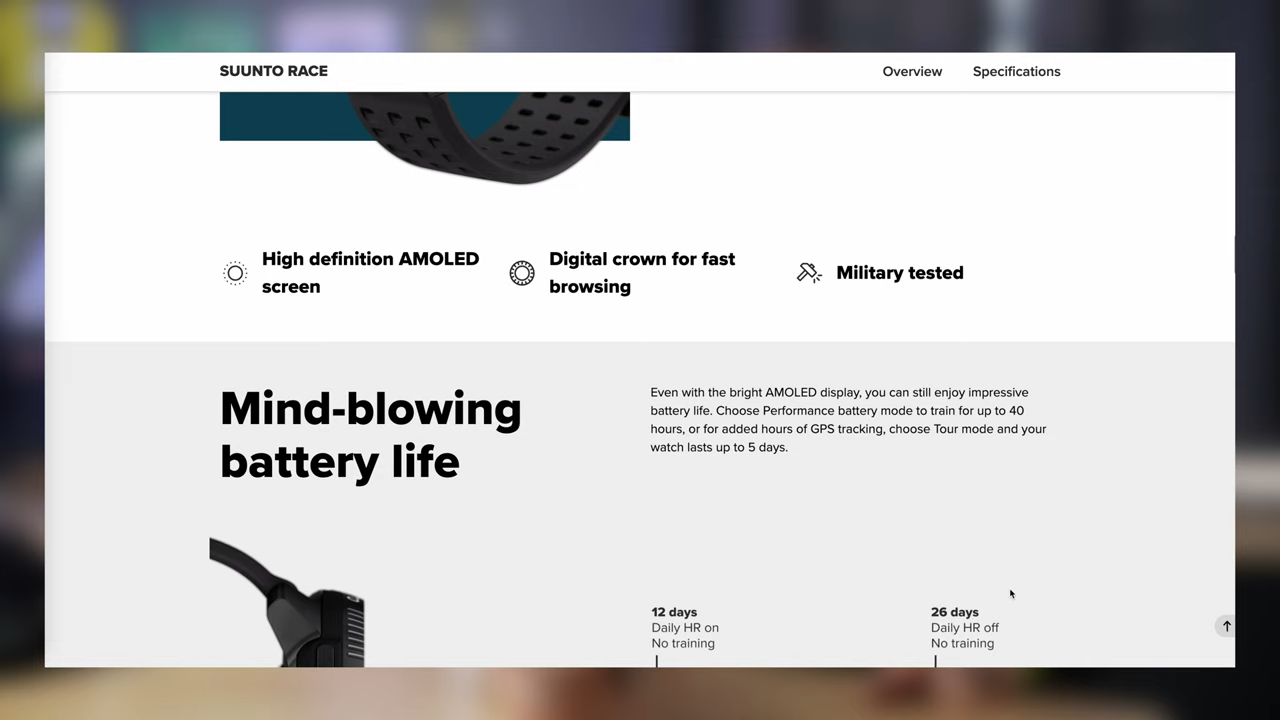 SUUNTO RACE
Overview
Specifications
High definition AMOLED
screen
Digital crown for fast
browsing
Military tested
Mind-blowing
battery life
Even with the bright AMOLED display, you can still enjoy impressive
battery life. Choose Performance battery mode to train for up to 40
hours, or for added hours of GPS tracking, choose Tour mode and your
watch lasts up to 5 days.
12 days
Daily HR on
No training
26 days
Daily HR off
No training